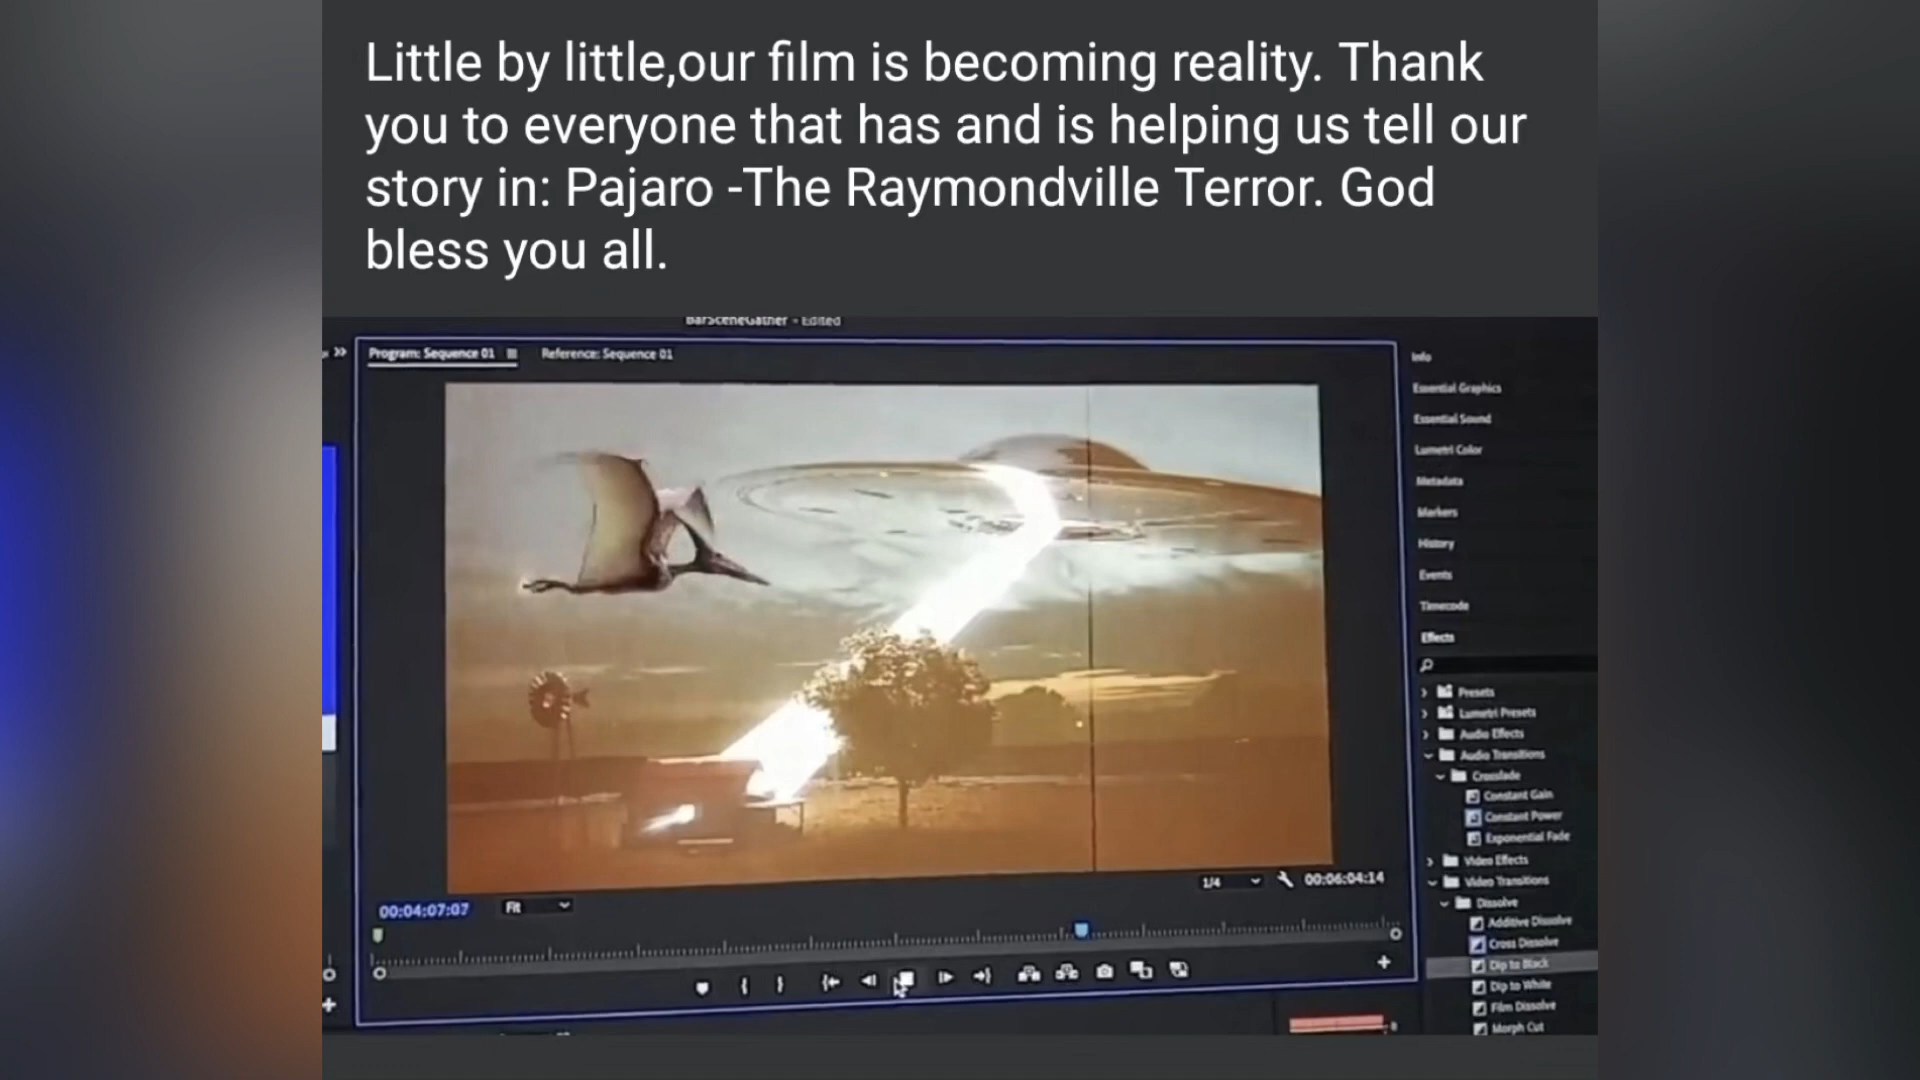 Little by little,our film is becoming reality. Thank
you to everyone that has and is helping us tell our
story in: Pajaro -The Raymondville Terror. God
bless you all.
BarSceneGather - Edited
Program: Sequence 01
Reference: Sequence 01
Info
Essential Graphics
Essential Sound
Lumetri Color
Metadata
Markers
History
Events
Timecode
Effects
Presets
Lumetri Presets
Audio Effects
Audio Transitions
Crossfade
Constant Gain
Constant Power
Exponential Fade
Video Effects
Video Transitions
Dissolve
Additive Dissolve
Cross Dissolve
Dip to Black
Dip to White
Film Dissolve
Morph Cut
00:04:07:07
Fit
1/4
00:06:04:14